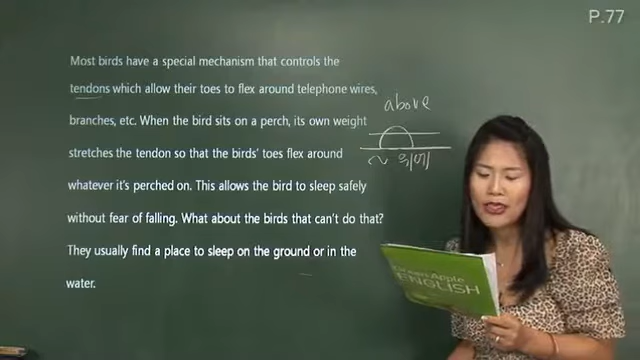 P.77
Most birds have a special mechanism that controls the
tendons which allow their toes to flex around telephone wires,
branches, etc. When the bird sits on a perch, its own weight
stretches the tendon so that the birds' toes flex around
whatever it's perched on. This allows the bird to sleep safely
without fear of falling. What about the birds that can't do that?
They usually find a place to sleep on the ground or in the
water.
above
~ 위에
Green Apple
ENGLISH